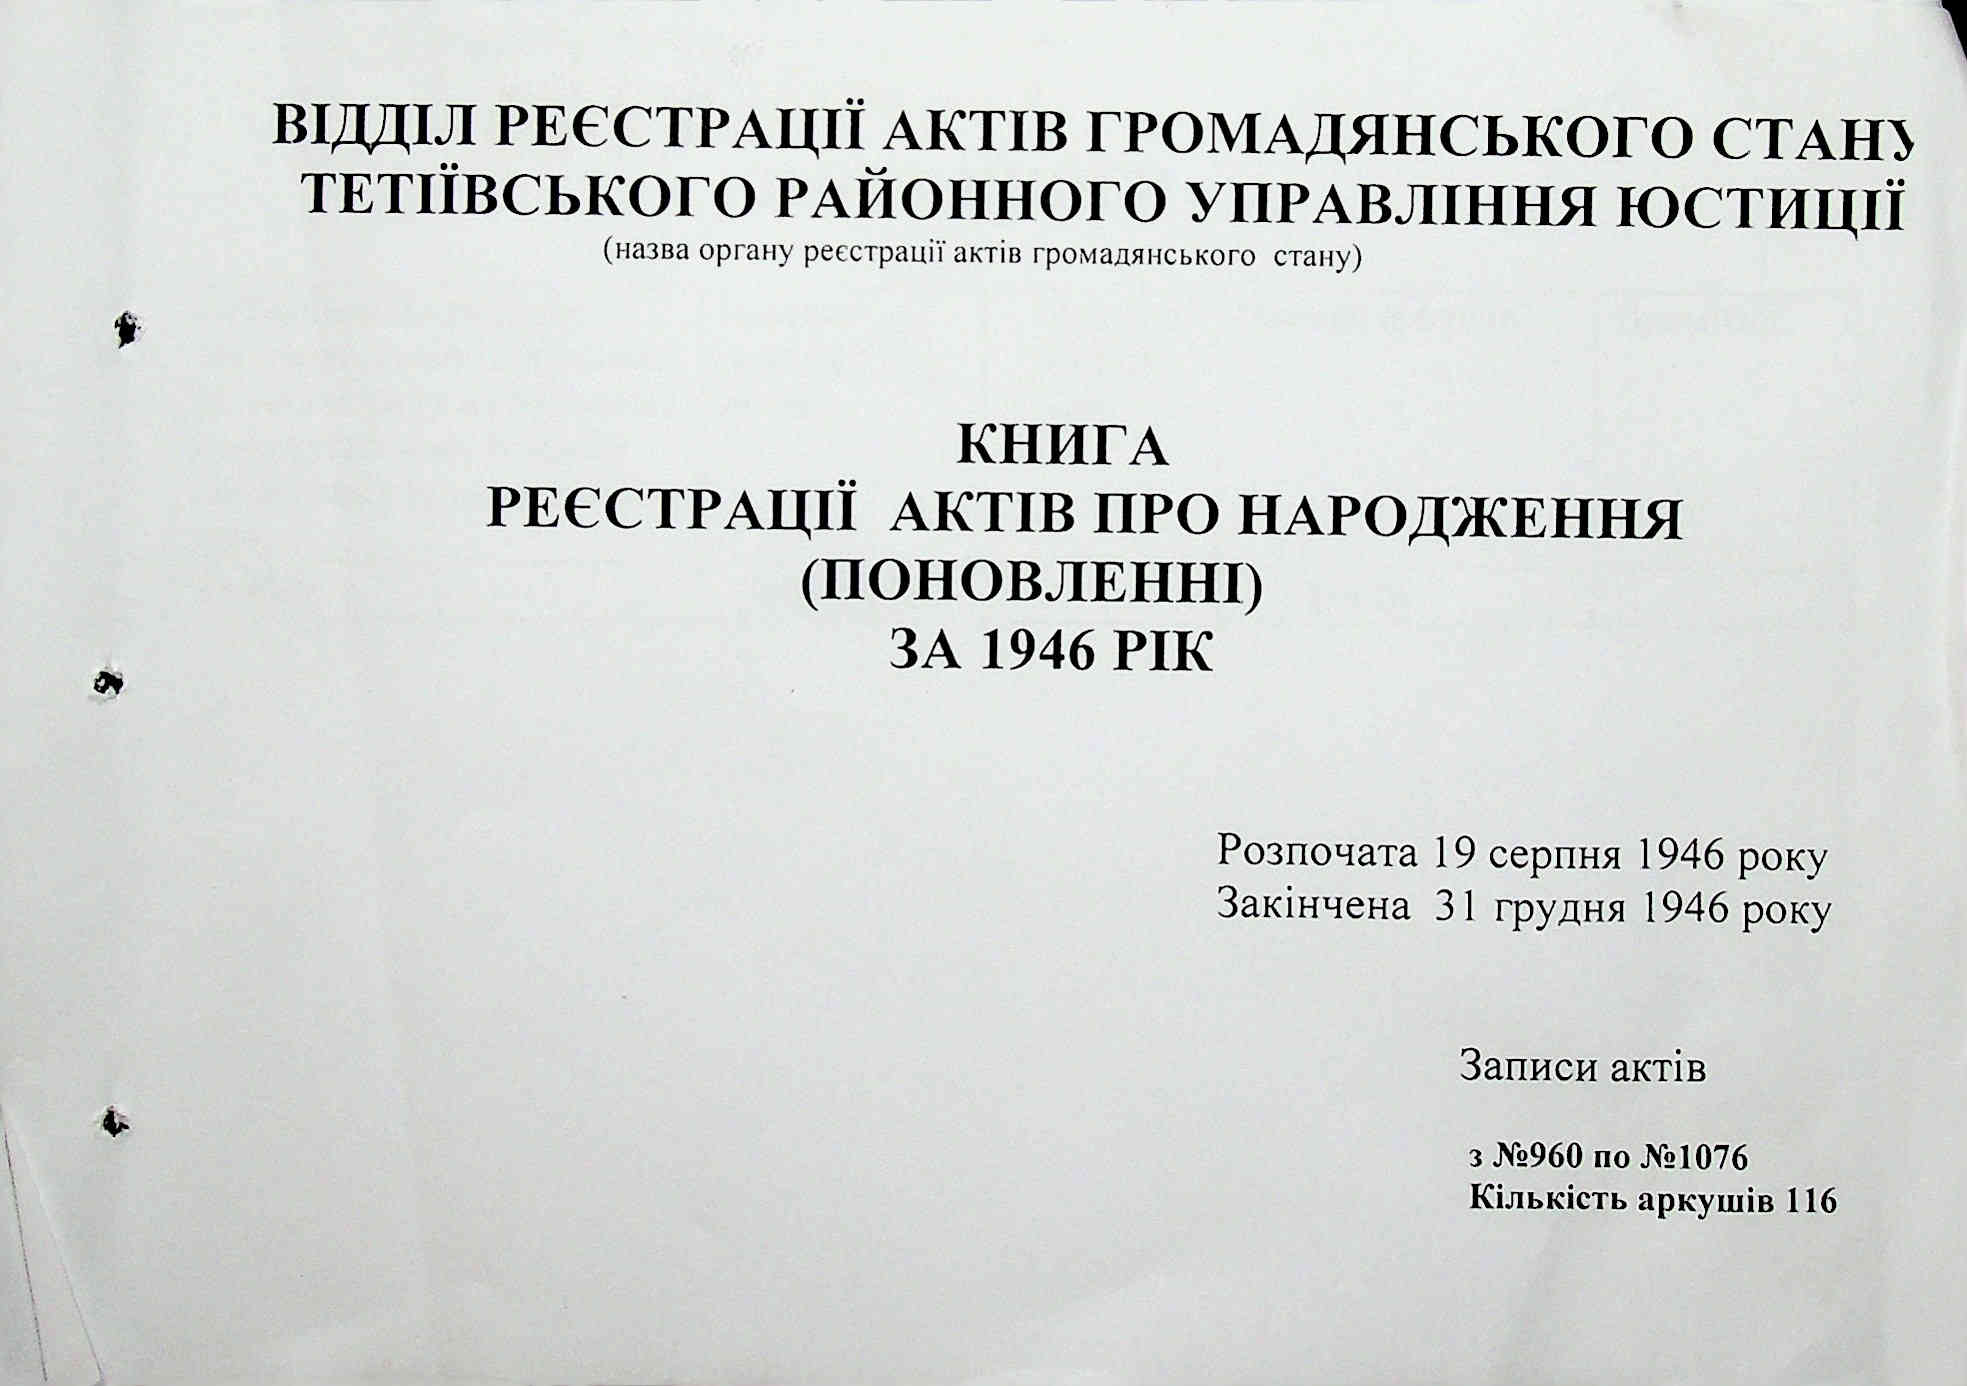 ВІДДІЛ РЕЄСТРАЦІЇ АКТІВ ГРОМАДЯНСЬКОГО СТАНУ
ТЕТІЇВСЬКОГО РАЙОННОГО УПРАВЛІННЯ ЮСТИЦІЇ
(назва органу реєстрації актів громадянського стану)
КНИГА
РЕЄСТРАЦІЇ АКТІВ ПРО НАРОДЖЕННЯ
(ПОНОВЛЕННІ)
ЗА 1946 РІК
Розпочата 19 серпня 1946 року
Закінчена 31 грудня 1946 року
Записи актів
з №960 по №1076
Кількість аркушів 116